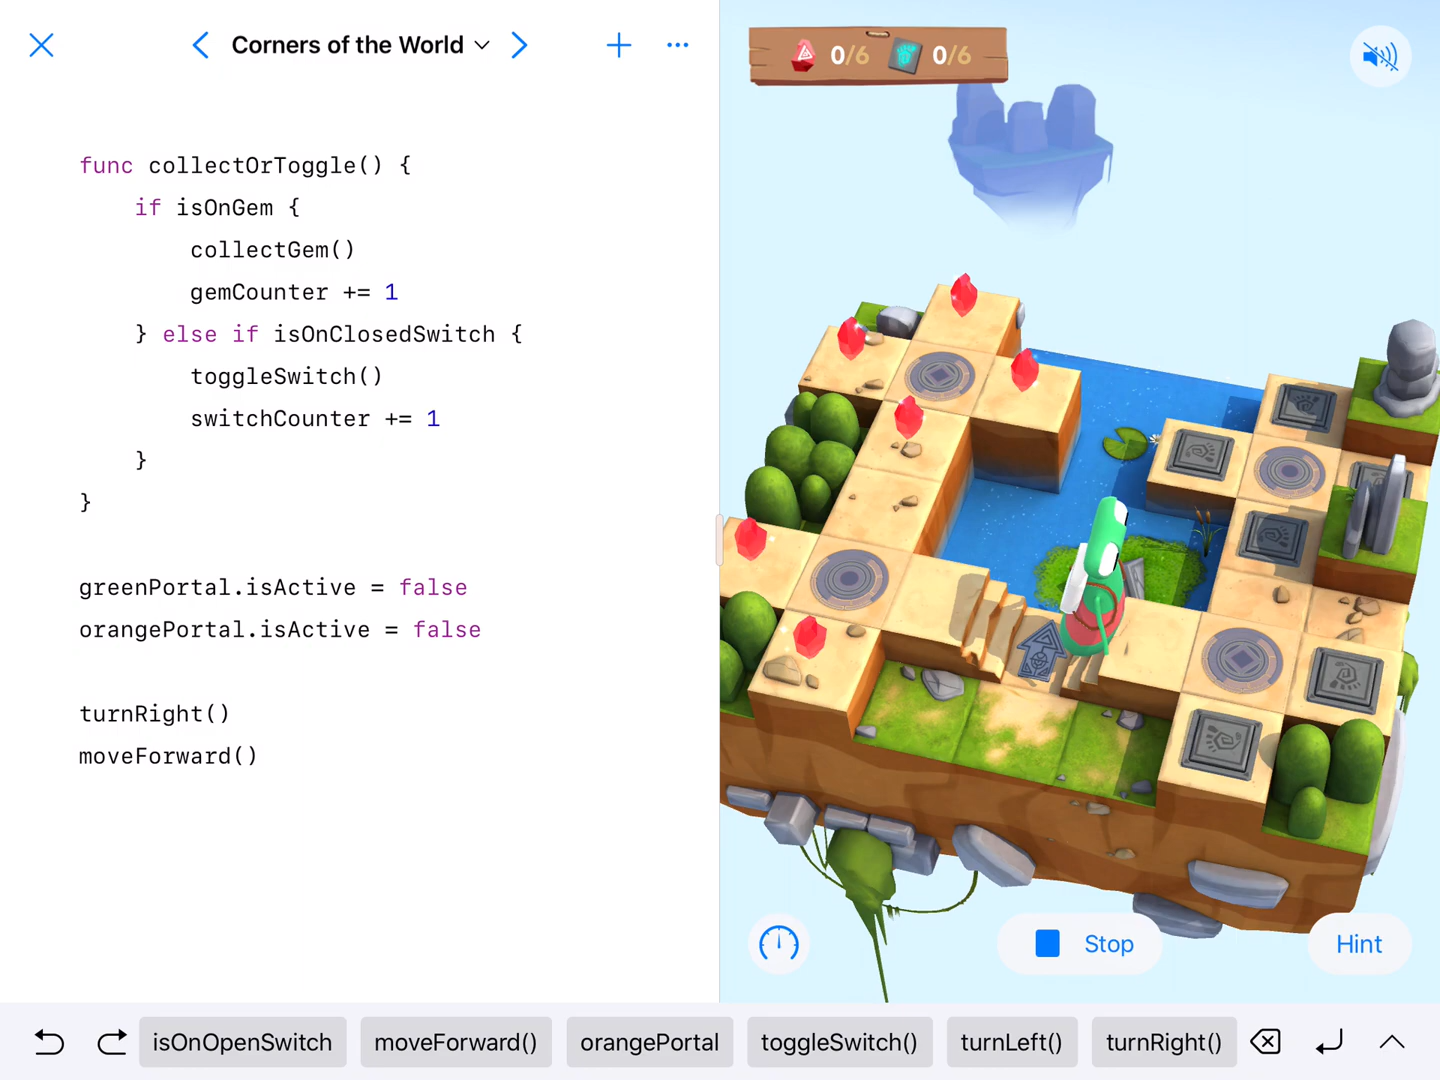 Corners of the World
func collectOrToggle() {
if isOnGem {
collectGem()
gemCounter += 1
} else if isOnClosedSwitch {
toggleSwitch()
switchCounter += 1
}
}
greenPortal.isActive = false
orangePortal.isActive = false
turnRight()
moveForward()
0/6 0/6
Stop
Hint
isOnOpenSwitch moveForward() orangePortal toggleSwitch() turnLeft() turnRight()